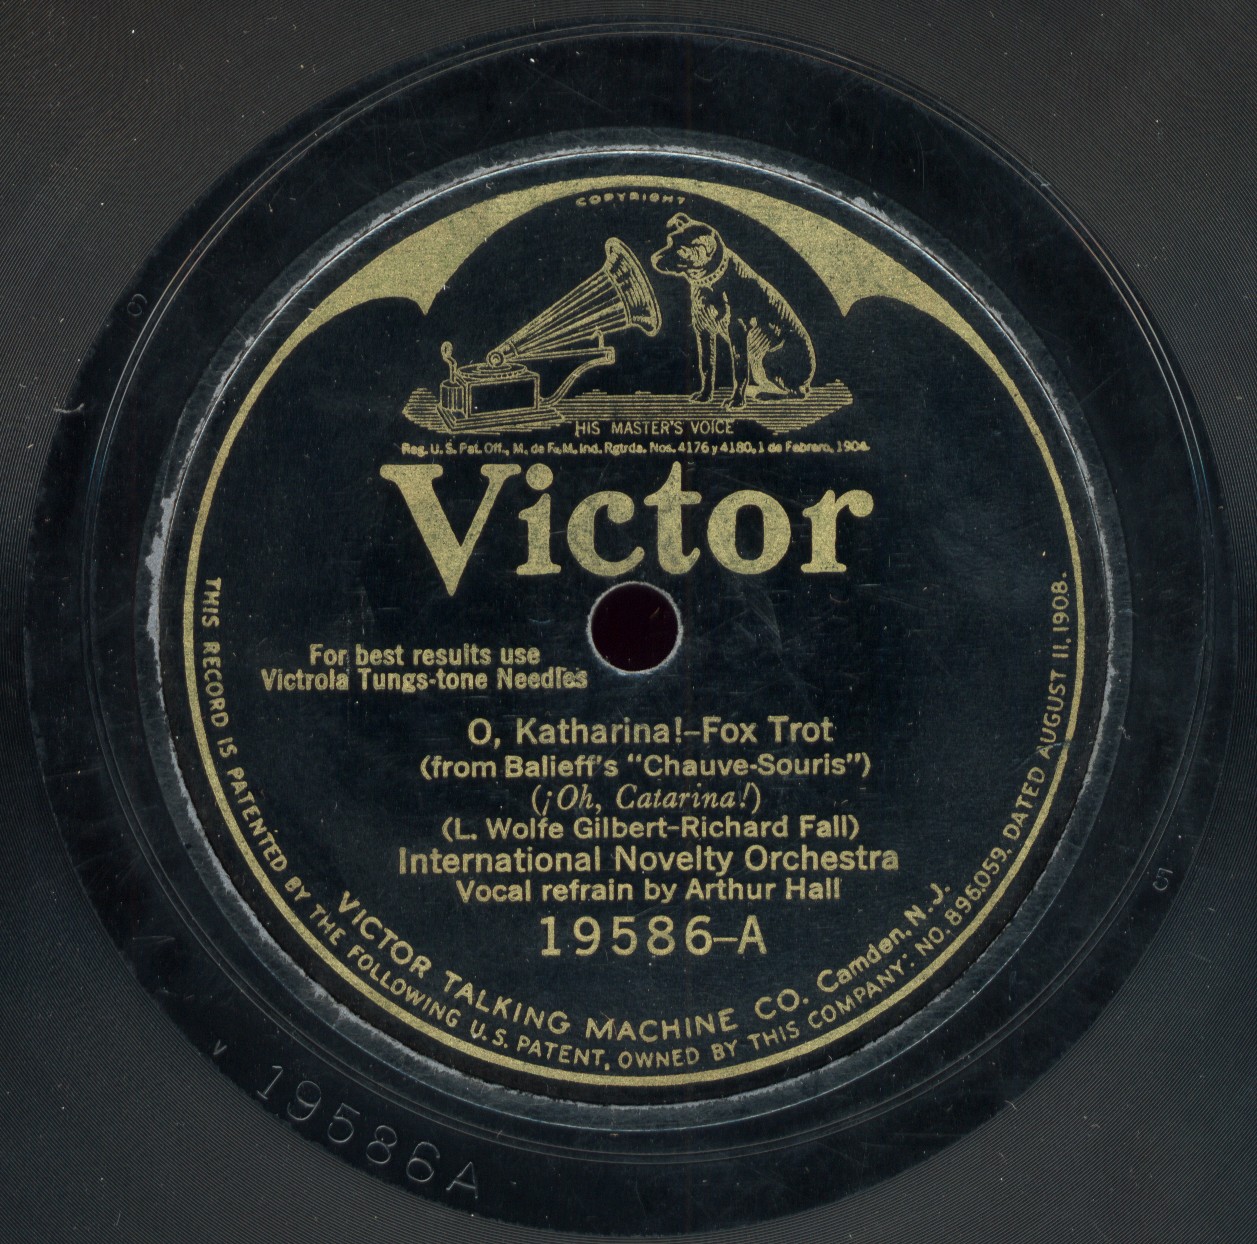 COPYRIGHT
HIS MASTER'S VOICE
Reg. U. S. Pat. Off., M. de F. y M. Ind. Rgtrda. Nos. 4176 y 4180, 1 de Febrero, 1904.
Victor
For best results use
Victrola Tungs-tone Needles
O, Katharina!–Fox Trot
(from Balieff's "Chauve-Souris")
(¡Oh, Catarina!)
(L. Wolfe Gilbert–Richard Fall)
International Novelty Orchestra
Vocal refrain by Arthur Hall
19586–A
VICTOR TALKING MACHINE CO. Camden, N. J.
THIS RECORD IS PATENTED BY THE FOLLOWING U.S. PATENT, OWNED BY THIS COMPANY: NO. 896,059, DATED AUGUST 11, 1908.
V 19586A